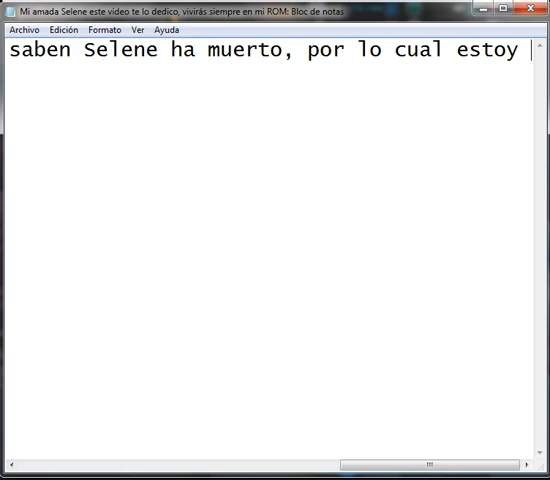 Mi amada Selene este vídeo te lo dedico, vivirás siempre en mi ROM: Bloc de notas
Archivo Edición Formato Ver Ayuda
saben Selene ha muerto, por lo cual estoy